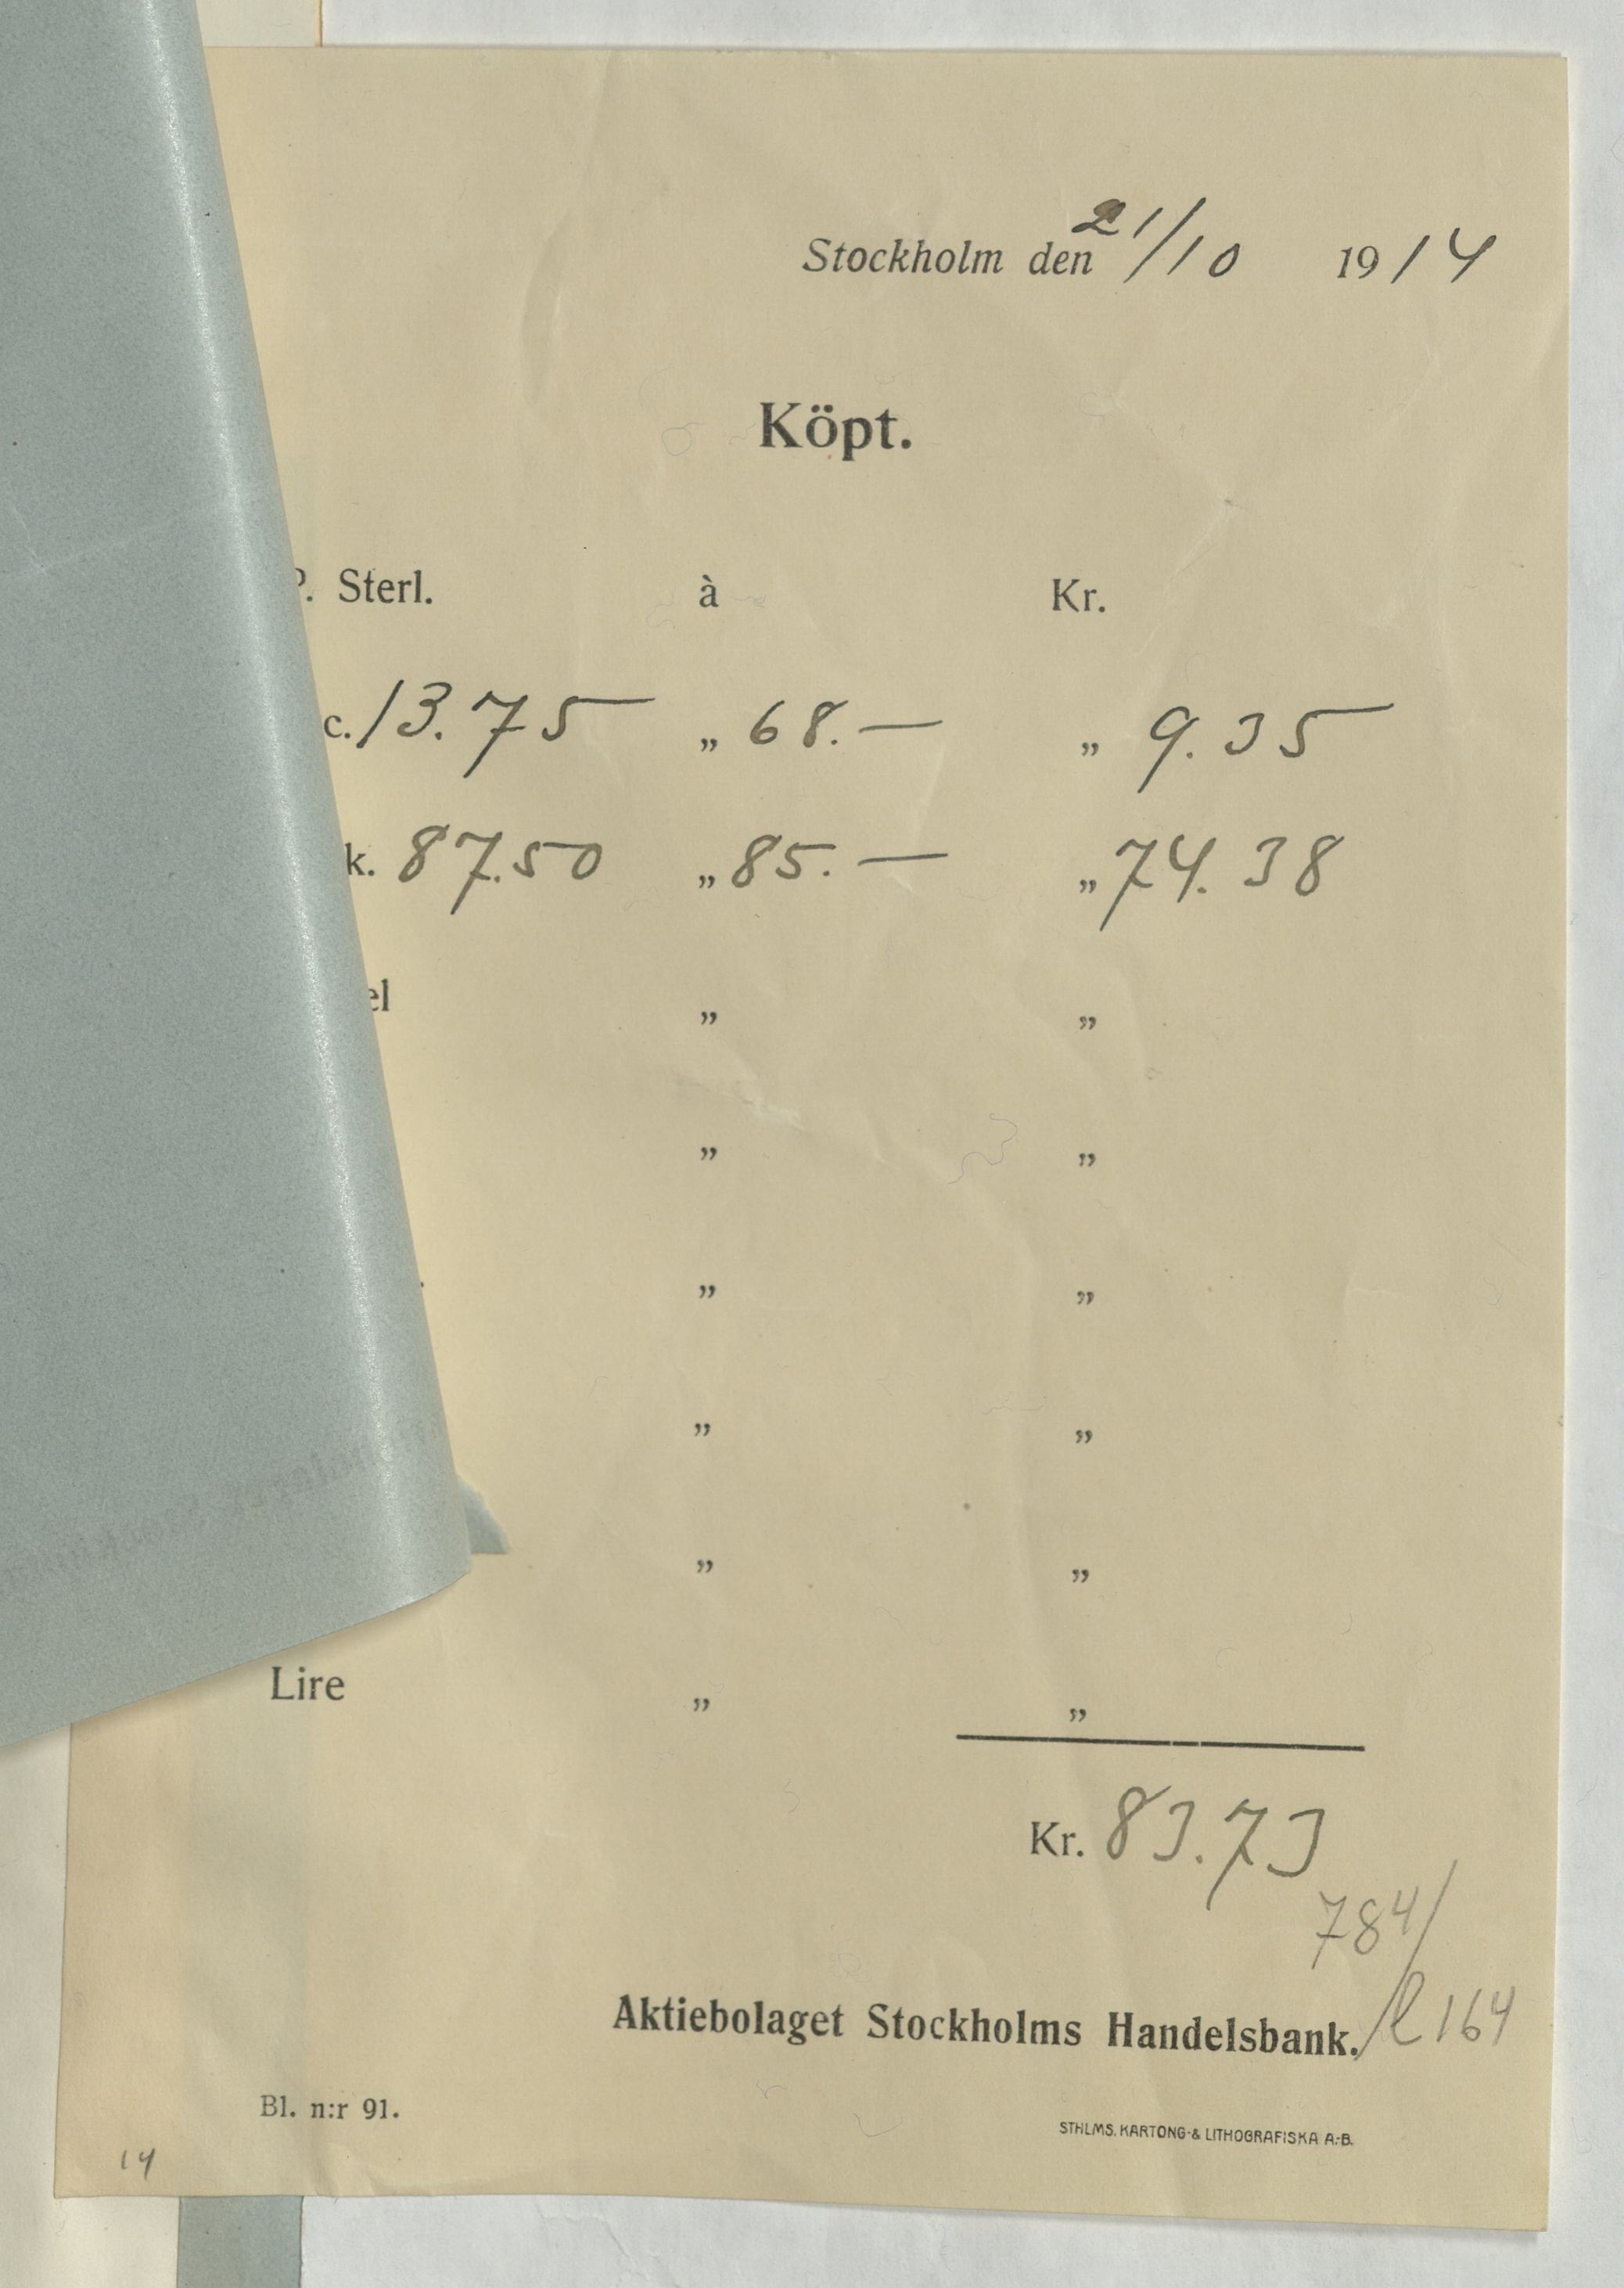 Stockholm den 21/10 1914
Köpt.
P. Sterl. à Kr.
c. 13.75 „ 68.— „ 9.35
k. 87.50 „ 85.— „ 74.38
el „ „
„ „
„ „
„ „
„ „
Lire „ „
Kr. 83.73
784/
Aktiebolaget Stockholms Handelsbank. /l 164
Bl. n:r 91.
STHLMS. KARTONG- & LITHOGRAFISKA A.-B.
14